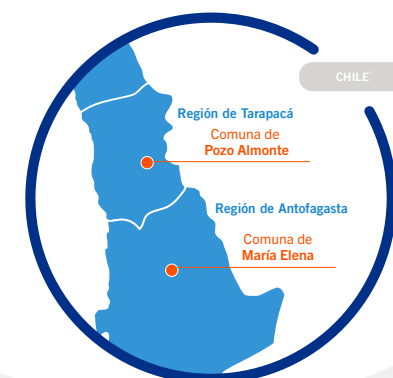 CHILE*
Región de Tarapacá
Comuna de
Pozo Almonte
Región de Antofagasta
Comuna de
María Elena